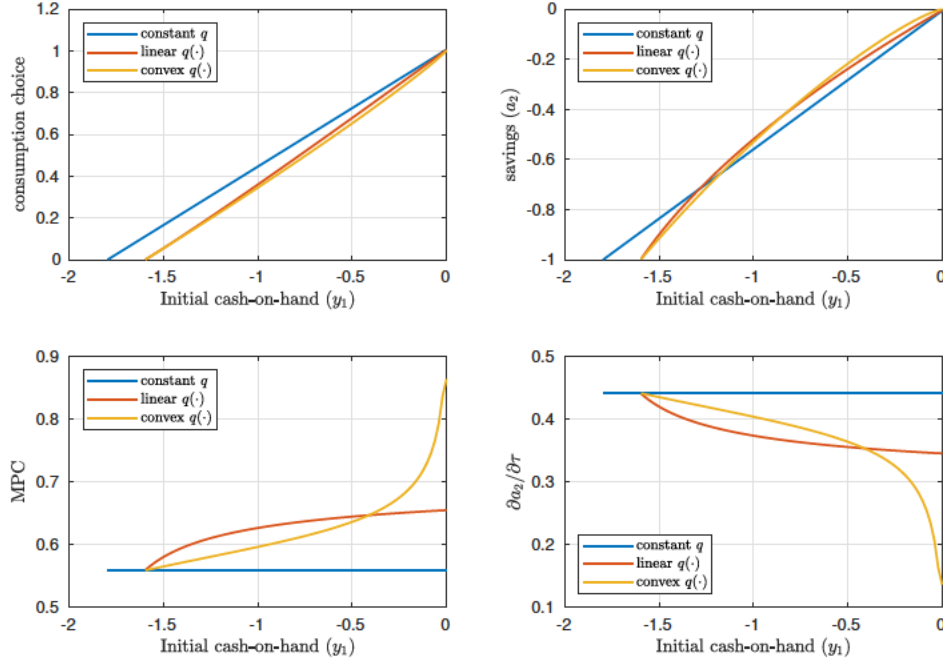 consumption choice
1.2
1
0.8
0.6
0.4
0.2
0
constant q
linear q(·)
convex q(·)
-2 -1.5 -1 -0.5 0
Initial cash-on-hand (y₁)
savings (a₂)
0
-0.2
-0.4
-0.6
-0.8
-1
constant q
linear q(·)
convex q(·)
-2 -1.5 -1 -0.5 0
Initial cash-on-hand (y₁)
MPC
0.9
0.8
0.7
0.6
0.5
constant q
linear q(·)
convex q(·)
-2 -1.5 -1 -0.5 0
Initial cash-on-hand (y₁)
∂a₂/∂τ
0.5
0.4
0.3
0.2
0.1
constant q
linear q(·)
convex q(·)
-2 -1.5 -1 -0.5 0
Initial cash-on-hand (y₁)